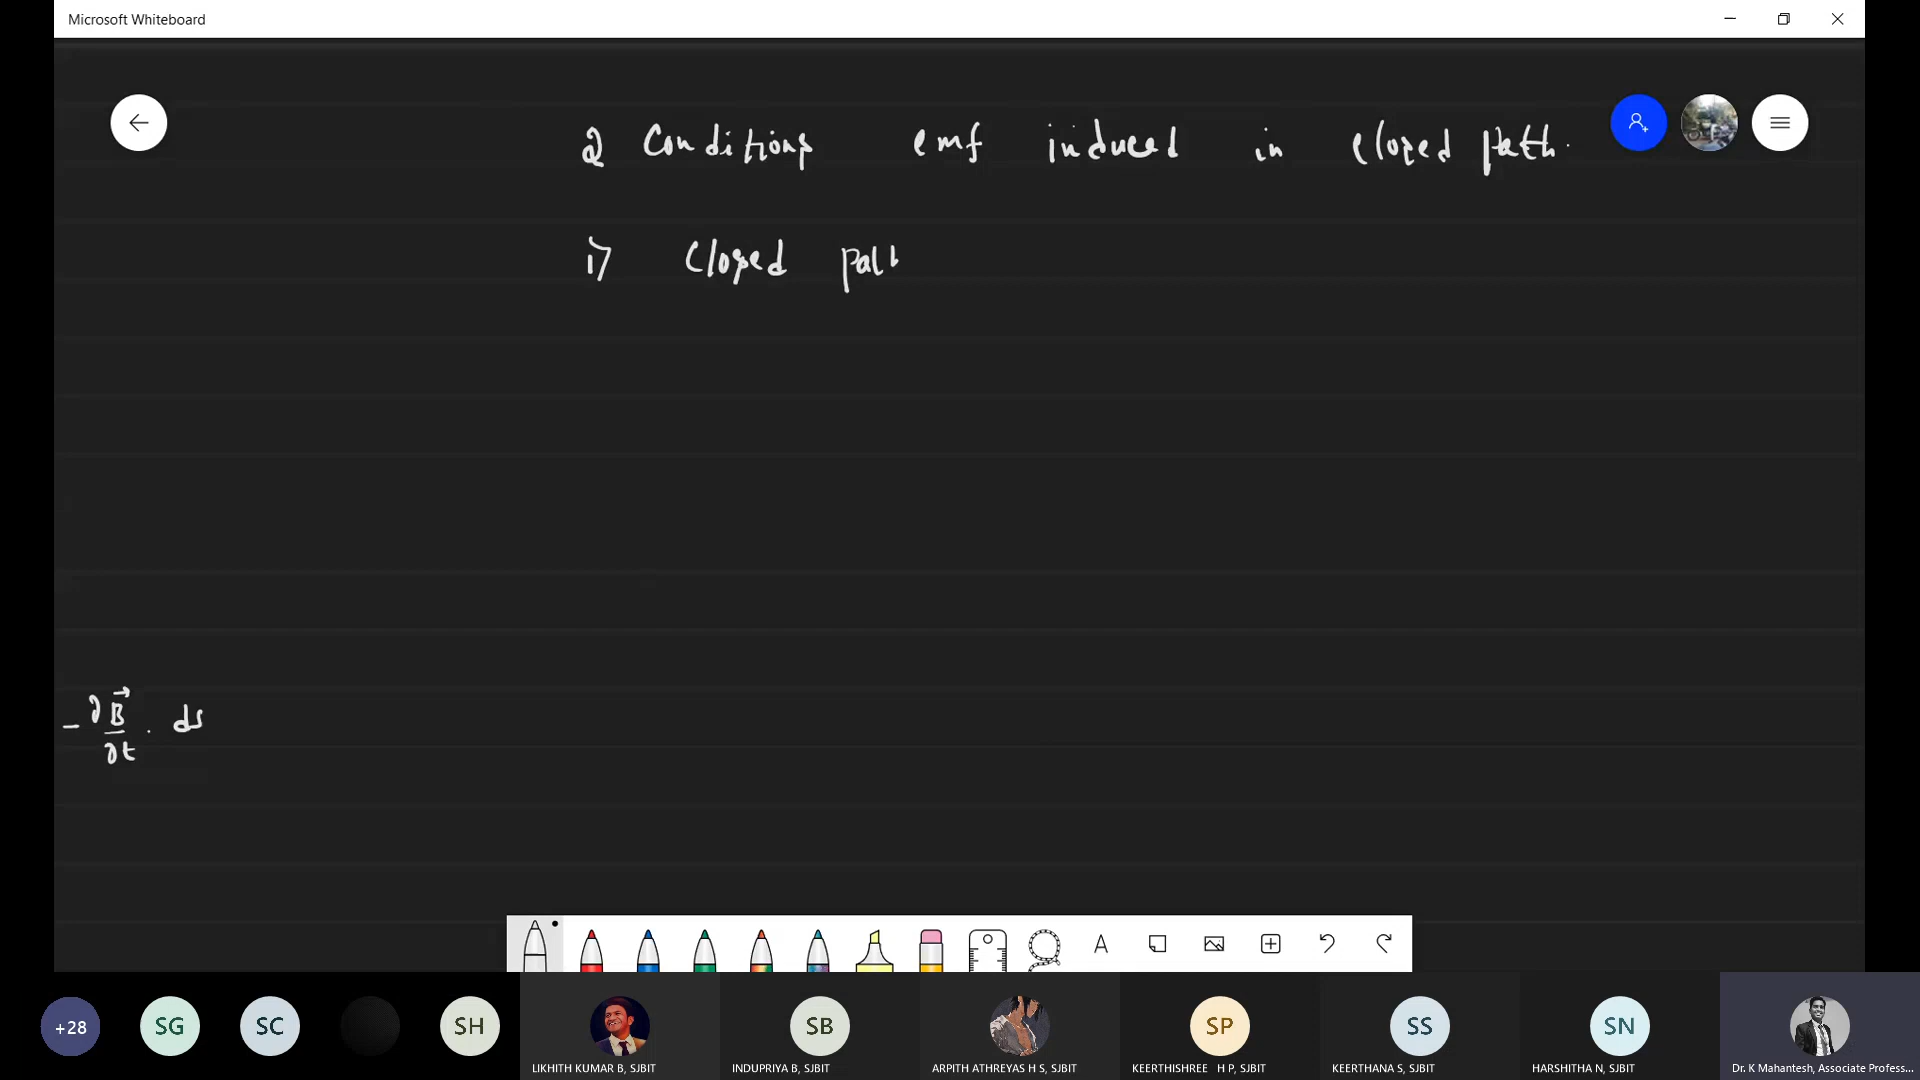 Microsoft Whiteboard
2 Conditions emf induced in closed path.
1) closed pat
- ∂B⃗/∂t . ds
+28
SG
SC
SH
SB
SP
SS
SN
LIKHITH KUMAR B, SJBIT
INDUPRIYA B, SJBIT
ARPITH ATHREYAS H S, SJBIT
KEERTHISHREE H P, SJBIT
KEERTHANA S, SJBIT
HARSHITHA N, SJBIT
Dr. K Mahantesh, Associate Profess...